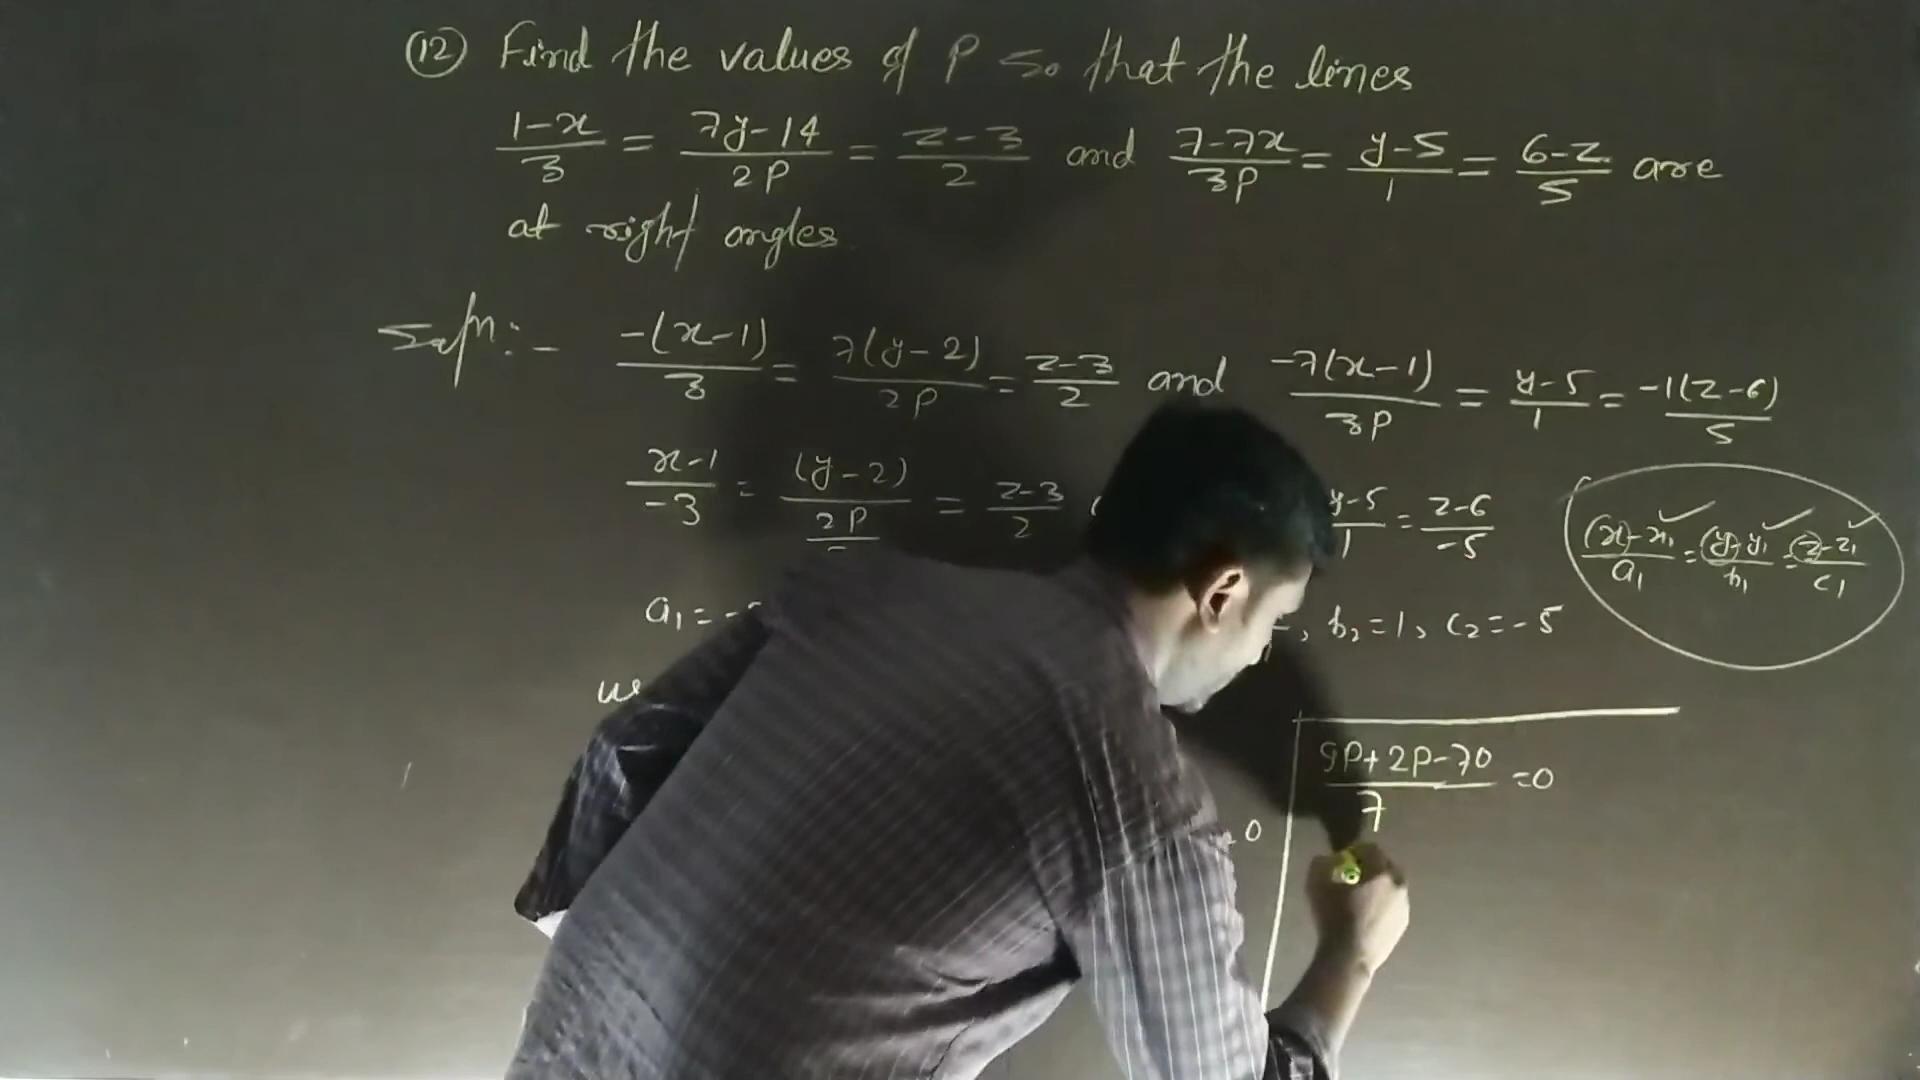 (12) Find the values of P so that the lines
(1-x)/3 = (7y-14)/2P = (z-3)/2 and (7-7x)/3P = (y-5)/1 = (6-z)/5 are
at right angles.
Soln:- (-(x-1))/3 = (7(y-2))/2P = (z-3)/2 and (-7(x-1))/3P = (y-5)/1 = (-1(z-6))/5
(x-1)/-3 = (y-2)/(2P/ = (z-3)/2 (y-5)/1 = (z-6)/-5
(x-x₁)/a₁ = (y-y₁)/b₁ = (z-z₁)/c₁
a₁ = - , b₂ = 1, c₂ = -5
we
(9P+2P-70)/7 = 0
= 0